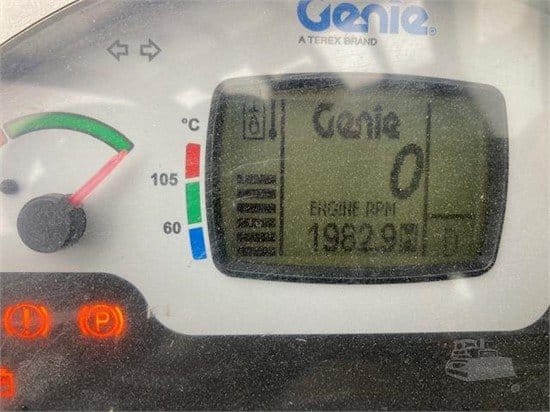 Genie®
A TEREX BRAND
°C
Genie
105
0
ENGINE RPM
60
1982.9
P